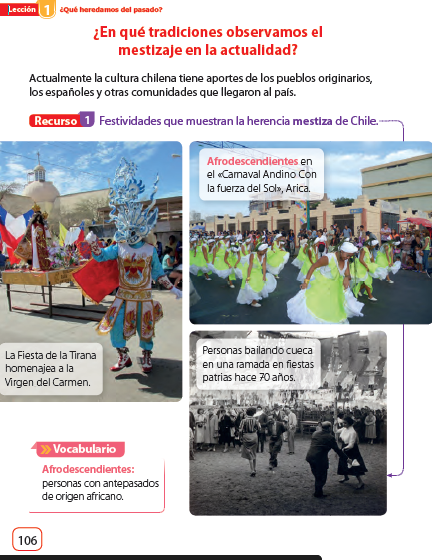 Lección 1 ¿Qué heredamos del pasado?
¿En qué tradiciones observamos el
mestizaje en la actualidad?
Actualmente la cultura chilena tiene aportes de los pueblos originarios,
los españoles y otras comunidades que llegaron al país.
Recurso 1 Festividades que muestran la herencia mestiza de Chile.
Afrodescendientes en
el «Carnaval Andino Con
la fuerza del Sol», Arica.
La Fiesta de la Tirana
homenajea a la
Virgen del Carmen.
Personas bailando cueca
en una ramada en fiestas
patrias hace 70 años.
Vocabulario
Afrodescendientes:
personas con antepasados
de origen africano.
106